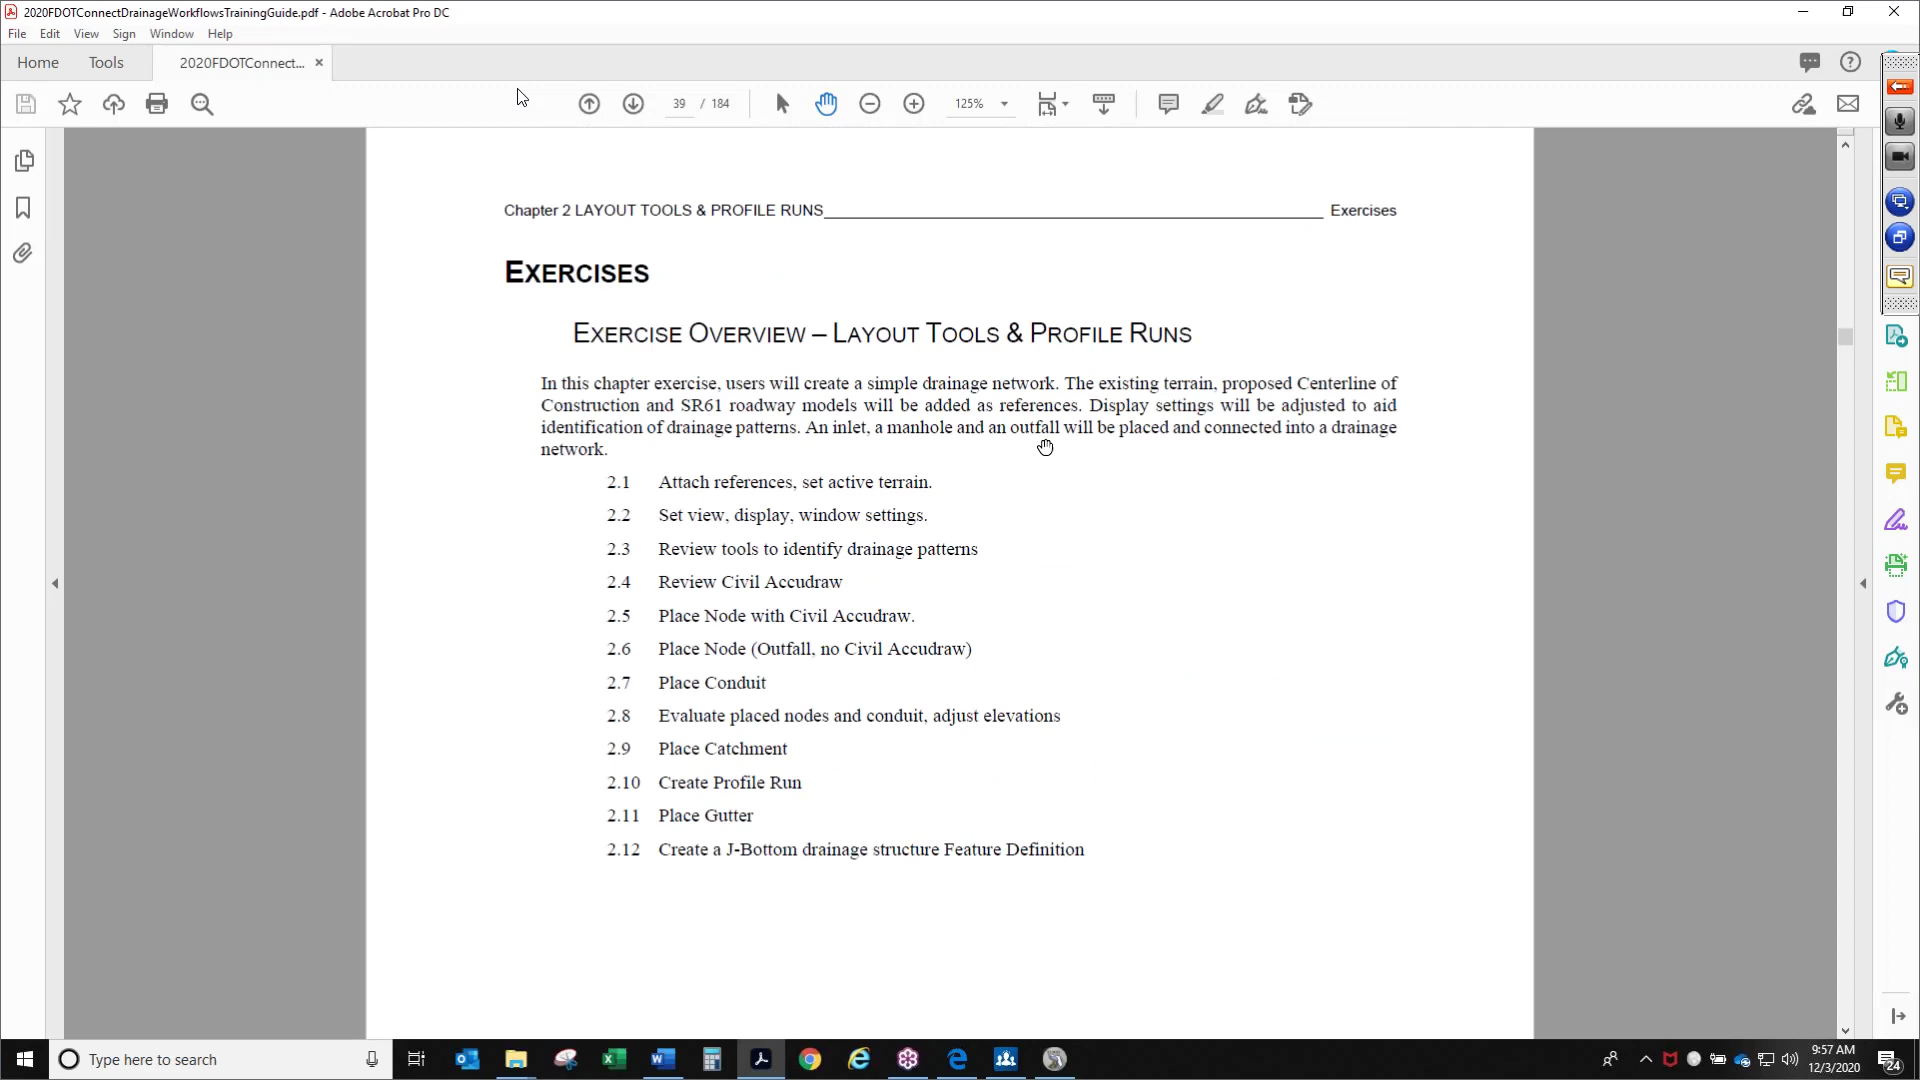 2020FDOTConnectDrainageWorkflowsTrainingGuide.pdf - Adobe Acrobat Pro DC
File Edit View Sign Window Help
Home Tools 2020FDOTConnect... ×
39 / 184 125%
Chapter 2 LAYOUT TOOLS & PROFILE RUNS Exercises
EXERCISES
EXERCISE OVERVIEW – LAYOUT TOOLS & PROFILE RUNS
In this chapter exercise, users will create a simple drainage network. The existing terrain, proposed Centerline of
Construction and SR61 roadway models will be added as references. Display settings will be adjusted to aid
identification of drainage patterns. An inlet, a manhole and an outfall will be placed and connected into a drainage
network.
2.1 Attach references, set active terrain.
2.2 Set view, display, window settings.
2.3 Review tools to identify drainage patterns
2.4 Review Civil Accudraw
2.5 Place Node with Civil Accudraw.
2.6 Place Node (Outfall, no Civil Accudraw)
2.7 Place Conduit
2.8 Evaluate placed nodes and conduit, adjust elevations
2.9 Place Catchment
2.10 Create Profile Run
2.11 Place Gutter
2.12 Create a J-Bottom drainage structure Feature Definition
Type here to search
9:57 AM
12/3/2020
24